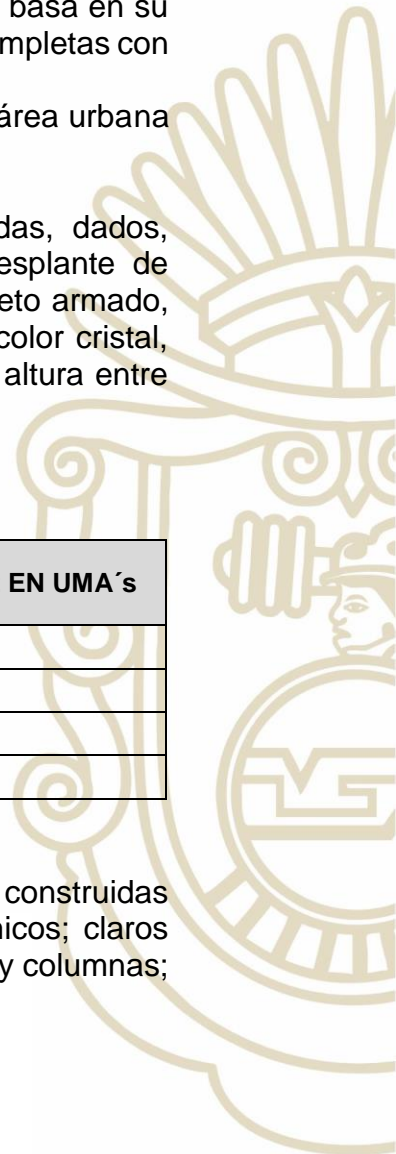 basa en su
mpletas con
área urbana
das, dados,
esplante de
eto armado,
color cristal,
altura entre
EN UMA´s
construidas
nicos; claros
y columnas;